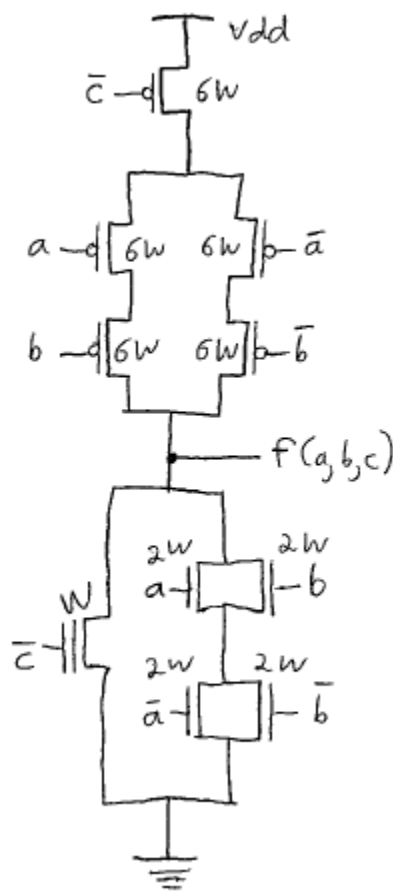 vdd
c̄ 6W
a 6W 6W ā
b 6W 6W b̄
f(a,b,c)
2W 2W
a b
W
c̄
2W 2W
ā b̄